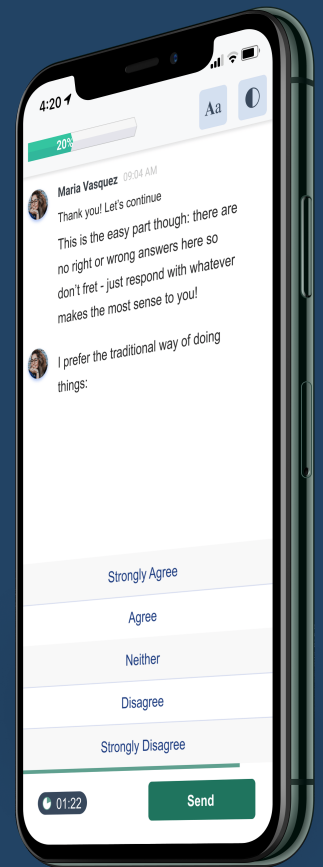 4:20
20%
Aa
Maria Vasquez 09:04 AM
Thank you! Let's continue
This is the easy part though: there are
no right or wrong answers here so
don't fret - just respond with whatever
makes the most sense to you!
I prefer the traditional way of doing
things:
Strongly Agree
Agree
Neither
Disagree
Strongly Disagree
01:22
Send